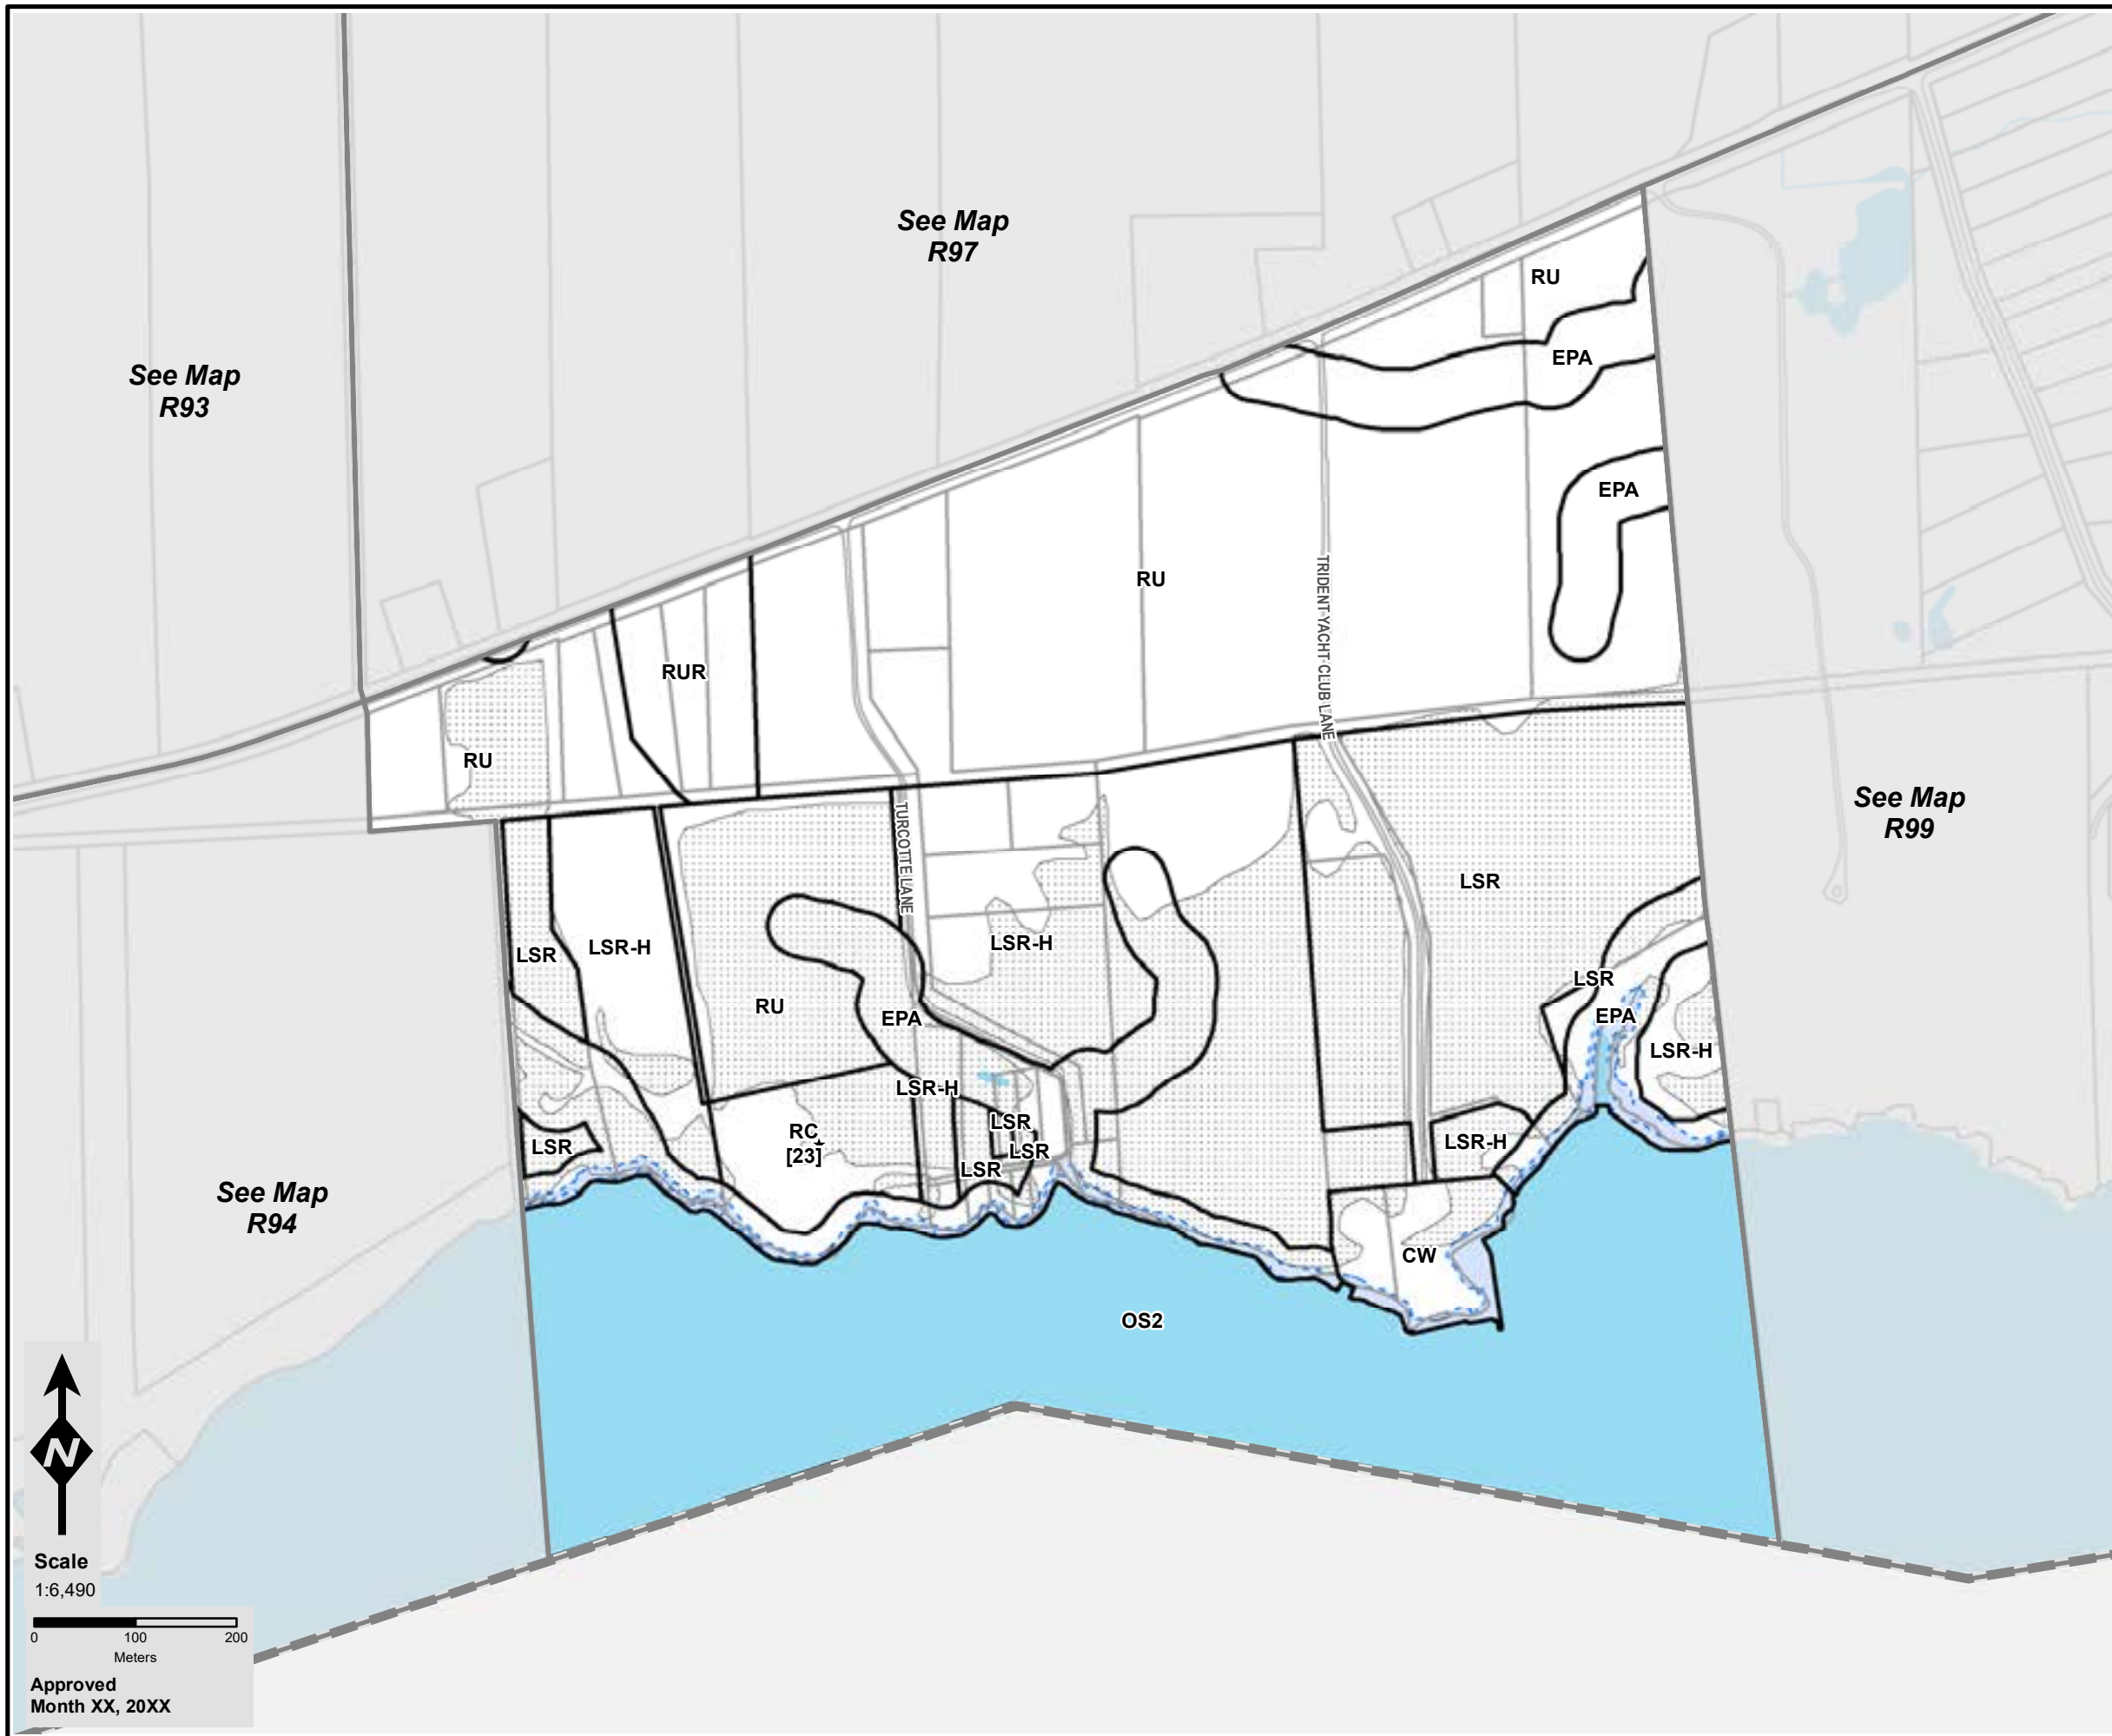 See Map
R97
RU
See Map
R93
EPA
EPA
RU
TRIDENT YACHT CLUB LANE
RUR
RU
See Map
R99
TURCOTTE LANE
LSR
LSR-H
LSR-H
LSR
LSR
RU
EPA
EPA
LSR-H
LSR-H
LSR
RC
[23]
LSR
LSR
LSR-H
LSR
See Map
R94
CW
OS2
N
Scale
1:6,490
0 100 200
Meters
Approved
Month XX, 20XX